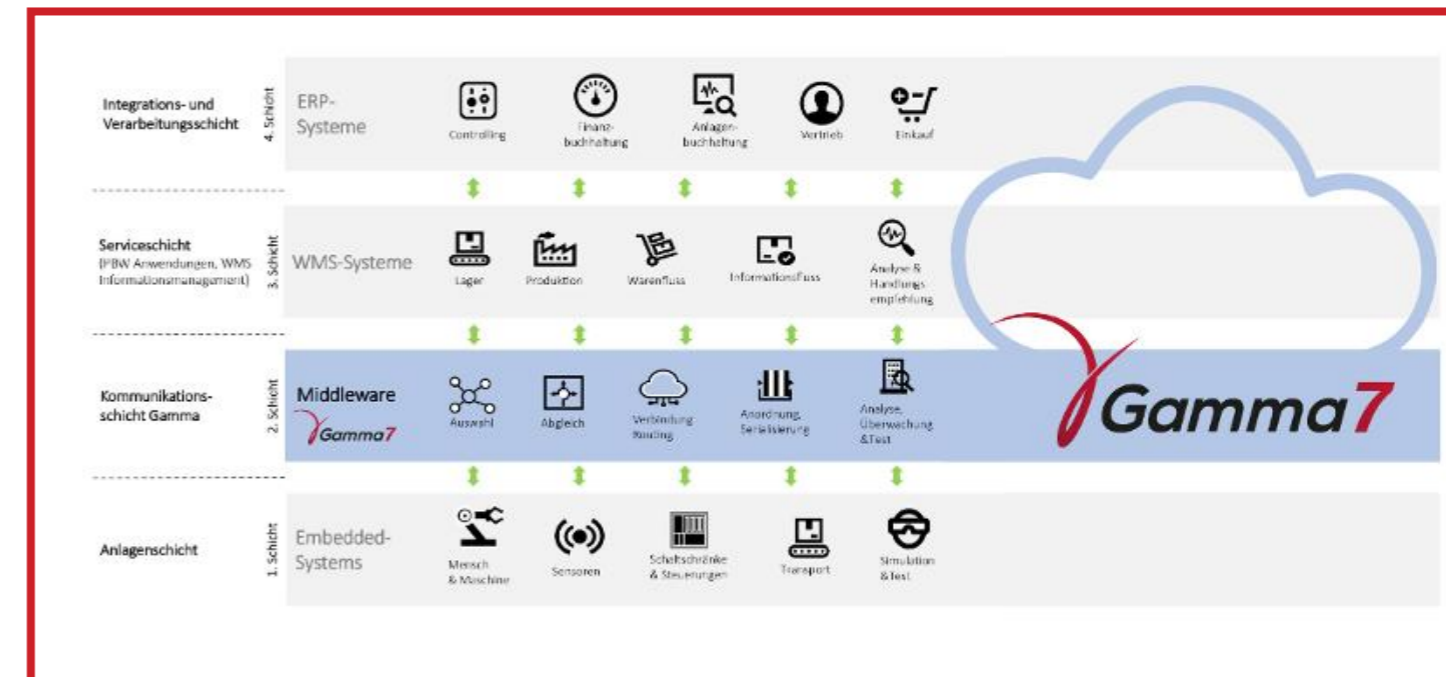 Integrations- und
Verarbeitungsschicht
4. Schicht
ERP-
Systeme
Controlling
Finanz-
buchhaltung
Anlagen-
buchhaltung
Vertrieb
Einkauf
Serviceschicht
(PBW Anwendungen, WMS
Informationsmanagement)
3. Schicht
WMS-Systeme
Lager
Produktion
Warenfluss
Informationsfluss
Analyse &
Handlungs
empfehlung
Kommunikations-
schicht Gamma
2. Schicht
Middleware
Gamma7
Auswahl
Abgleich
Verbindung
Routing
Anordnung,
Serialisierung
Analyse,
Überwachung
&Test
Gamma7
Anlagenschicht
1. Schicht
Embedded-
Systems
Mensch
& Maschine
Sensoren
Schaltschränke
& Steuerungen
Transport
Simulation
&Test